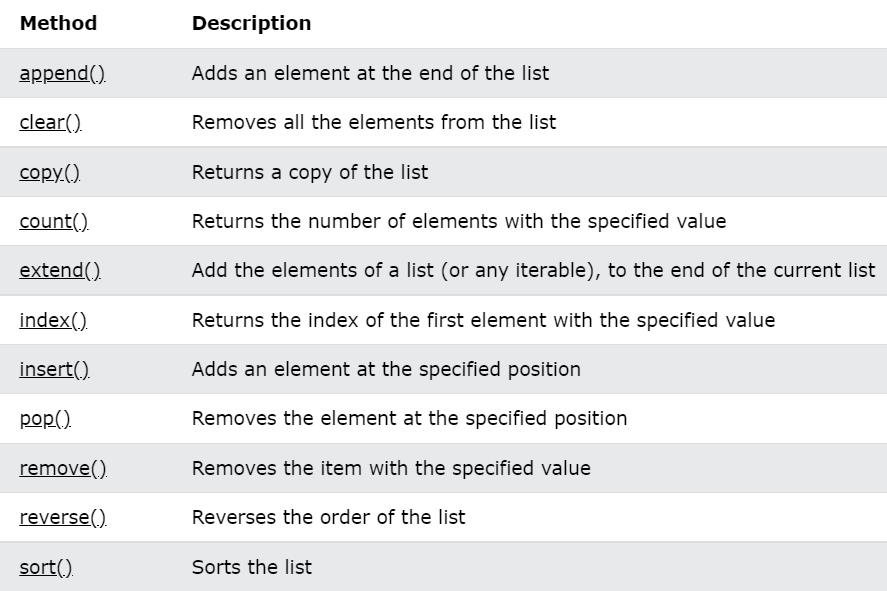 Method Description
append() Adds an element at the end of the list
clear() Removes all the elements from the list
copy() Returns a copy of the list
count() Returns the number of elements with the specified value
extend() Add the elements of a list (or any iterable), to the end of the current list
index() Returns the index of the first element with the specified value
insert() Adds an element at the specified position
pop() Removes the element at the specified position
remove() Removes the item with the specified value
reverse() Reverses the order of the list
sort() Sorts the list